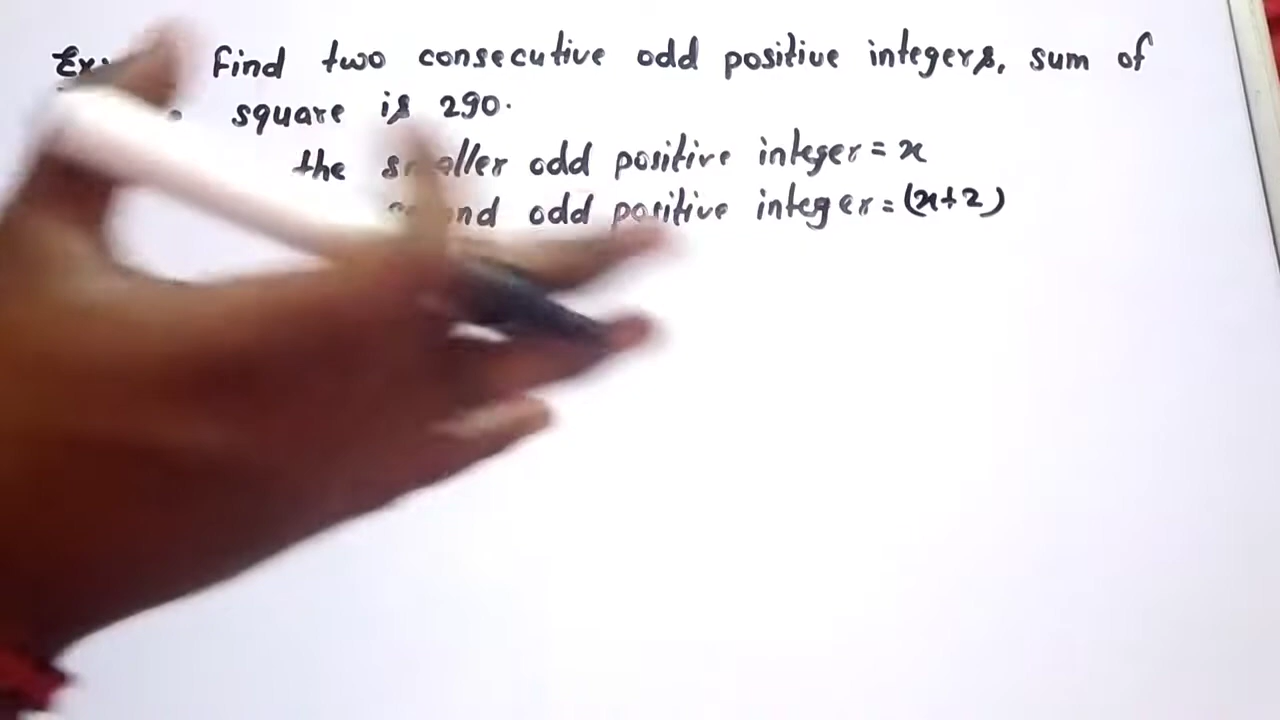 Ex: Find two consecutive odd positive integers, sum of
square is 290.
the smaller odd positive integer = x
odd positive integer = (x+2)